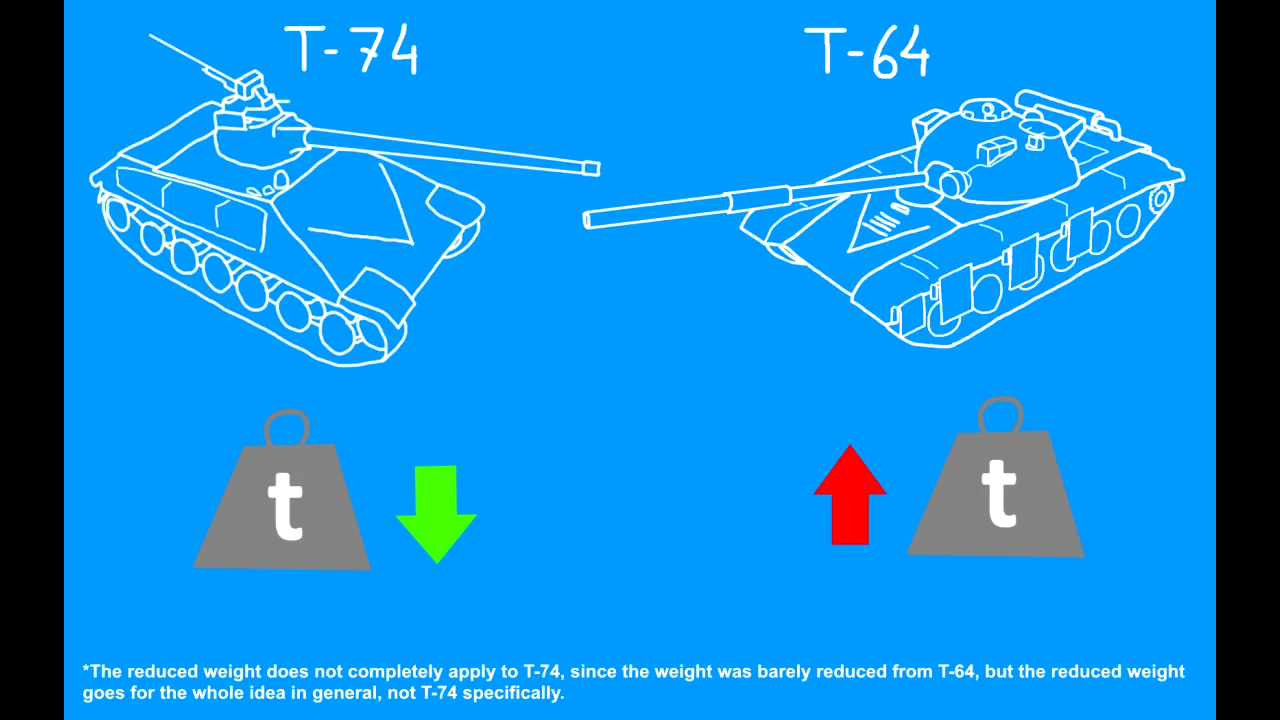 T-74
T-64
t
t
*The reduced weight does not completely apply to T-74, since the weight was barely reduced from T-64, but the reduced weight
goes for the whole idea in general, not T-74 specifically.